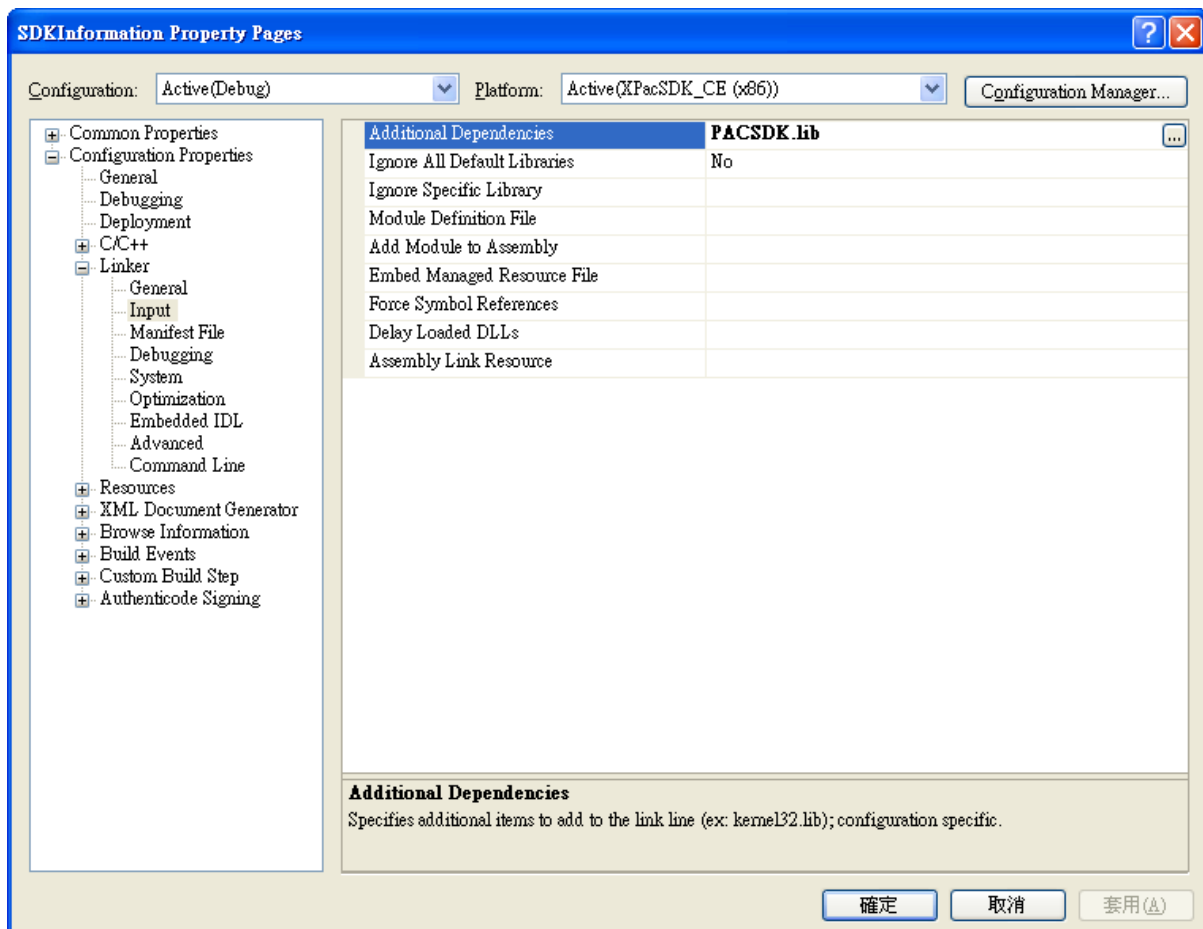 SDKInformation Property Pages
Configuration: Active(Debug) Platform: Active(XPacSDK_CE (x86)) Configuration Manager...
Common Properties
Configuration Properties
General
Debugging
Deployment
C/C++
Linker
General
Input
Manifest File
Debugging
System
Optimization
Embedded IDL
Advanced
Command Line
Resources
XML Document Generator
Browse Information
Build Events
Custom Build Step
Authenticode Signing
Additional Dependencies PACSDK.lib ...
Ignore All Default Libraries No
Ignore Specific Library
Module Definition File
Add Module to Assembly
Embed Managed Resource File
Force Symbol References
Delay Loaded DLLs
Assembly Link Resource
Additional Dependencies
Specifies additional items to add to the link line (ex: kernel32.lib); configuration specific.
確定 取消 套用(A)